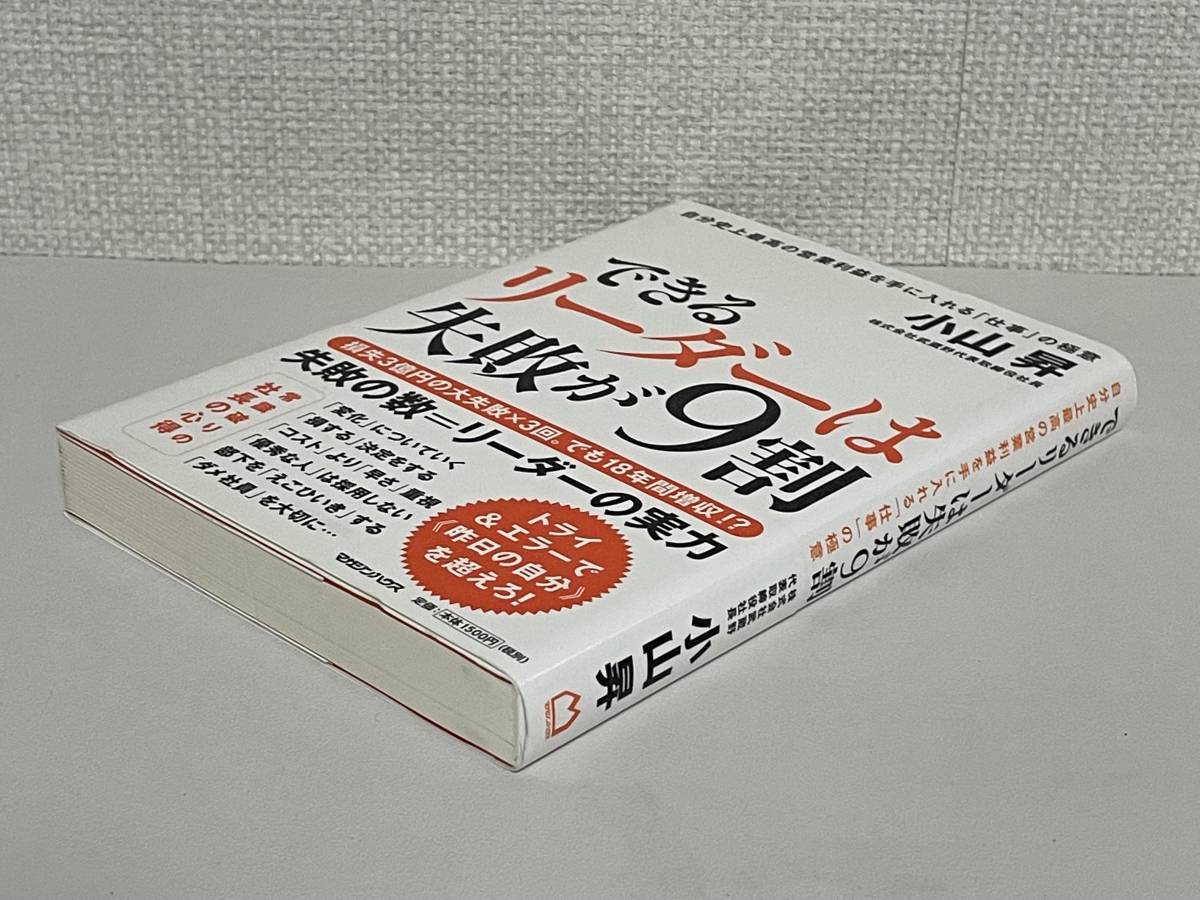 自分史上最高の営業利益を手に入れる「仕事」の極意
小山 昇
株式会社武蔵野代表取締役社長
できる
リーダーは
失敗が9割
損失3億円の大失敗×3回。でも18年間増収!?
失敗の数=リーダーの実力
常識破りの
社長の心得
「変化」についていく
「損する」決定をする
「コスト」より「早さ」重視
「優秀な人」は採用しない
部下を「えこひいき」する
「ダメ社員」を大切に…
トライ
&エラーで
《昨日の自分》
を超えろ!
マガジンハウス
定価:本体1500円(税別)
自分史上最高の営業利益を手に入れる「仕事」の極意
できるリーダーは失敗が9割
株式会社武蔵野
代表取締役社長
小山昇